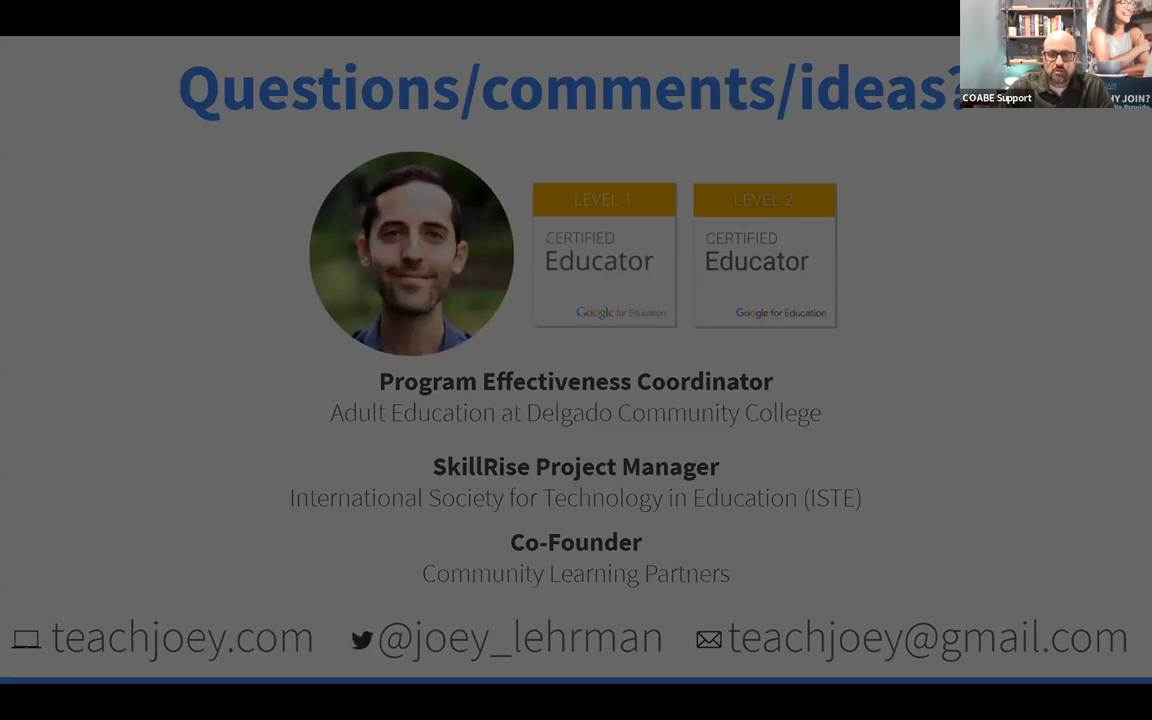 Questions/comments/ideas?
COABE Support
HY JOIN?
LEVEL 1
CERTIFIED
Educator
Google for Education
LEVEL 2
CERTIFIED
Educator
Google for Education
Program Effectiveness Coordinator
Adult Education at Delgado Community College
SkillRise Project Manager
International Society for Technology in Education (ISTE)
Co-Founder
Community Learning Partners
teachjoey.com @joey_lehrman teachjoey@gmail.com